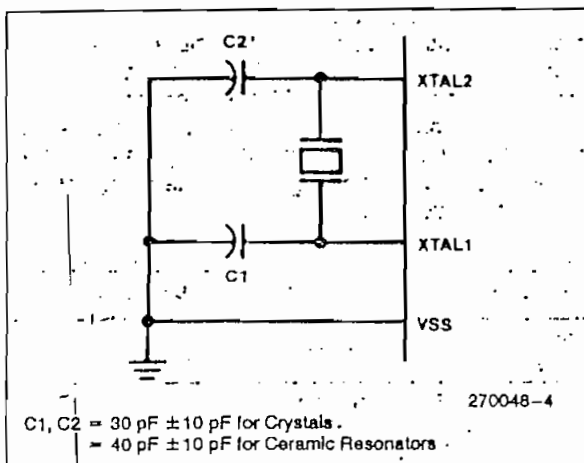 C2
XTAL2
XTAL1
C1
VSS
270048-4
C1, C2 = 30 pF ±10 pF for Crystals.
= 40 pF ±10 pF for Ceramic Resonators